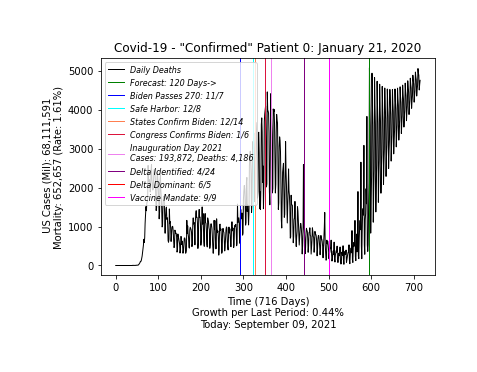 Covid-19 - "Confirmed" Patient 0: January 21, 2020
US Cases (Mil): 68,111,591
Mortality: 652,657 (Rate: 1.61%)
5000
4000
3000
2000
1000
0
Daily Deaths
Forecast: 120 Days->
Biden Passes 270: 11/7
Safe Harbor: 12/8
States Confirm Biden: 12/14
Congress Confirms Biden: 1/6
Inauguration Day 2021
Cases: 193,872, Deaths: 4,186
Delta Identified: 4/24
Delta Dominant: 6/5
Vaccine Mandate: 9/9
0 100 200 300 400 500 600 700
Time (716 Days)
Growth per Last Period: 0.44%
Today: September 09, 2021